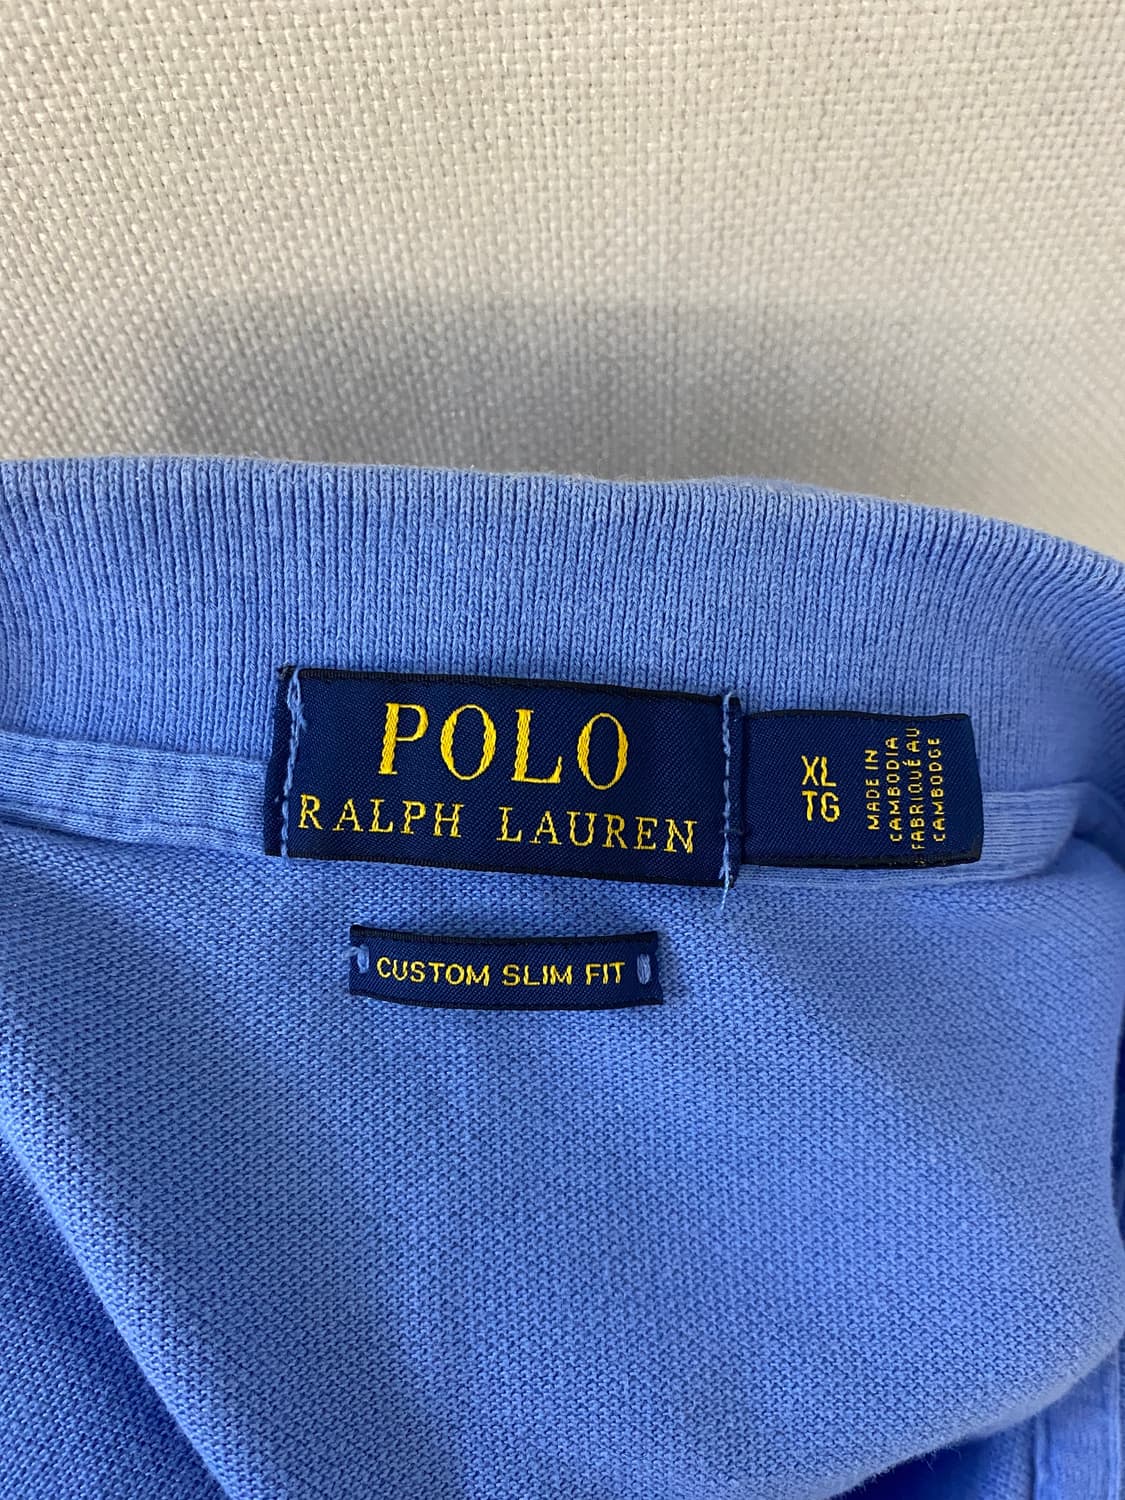 POLO
RALPH LAUREN
XL
TG
MADE IN
CAMBODIA
FABRIQUÉ AU
CAMBODGE
CUSTOM SLIM FIT